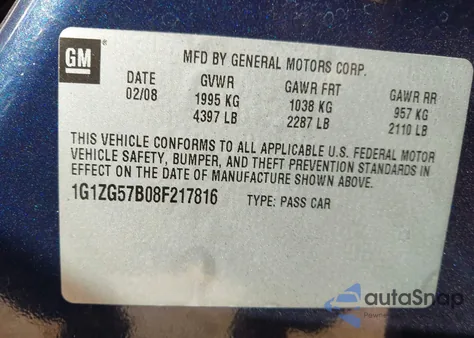 GM
MFD BY GENERAL MOTORS CORP.
DATE GVWR GAWR FRT GAWR RR
02/08 1995 KG 1038 KG 957 KG
4397 LB 2287 LB 2110 LB
THIS VEHICLE CONFORMS TO ALL APPLICABLE U.S. FEDERAL MOTOR
VEHICLE SAFETY, BUMPER, AND THEFT PREVENTION STANDARDS IN
EFFECT ON THE DATE OF MANUFACTURE SHOWN ABOVE.
1G1ZG57B08F217816 TYPE: PASS CAR
autoSnap